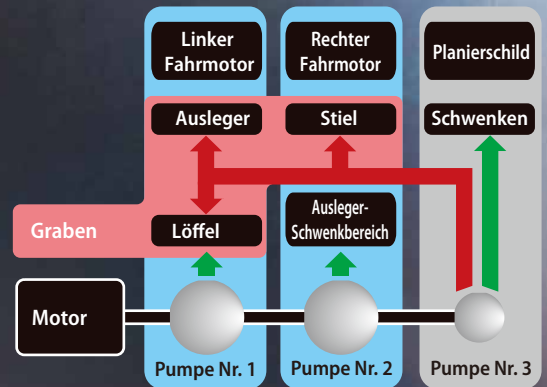 Linker
Fahrmotor
Rechter
Fahrmotor
Planierschild
Ausleger
Stiel
Schwenken
Graben
Löffel
Ausleger-
Schwenkbereich
Motor
Pumpe Nr. 1
Pumpe Nr. 2
Pumpe Nr. 3